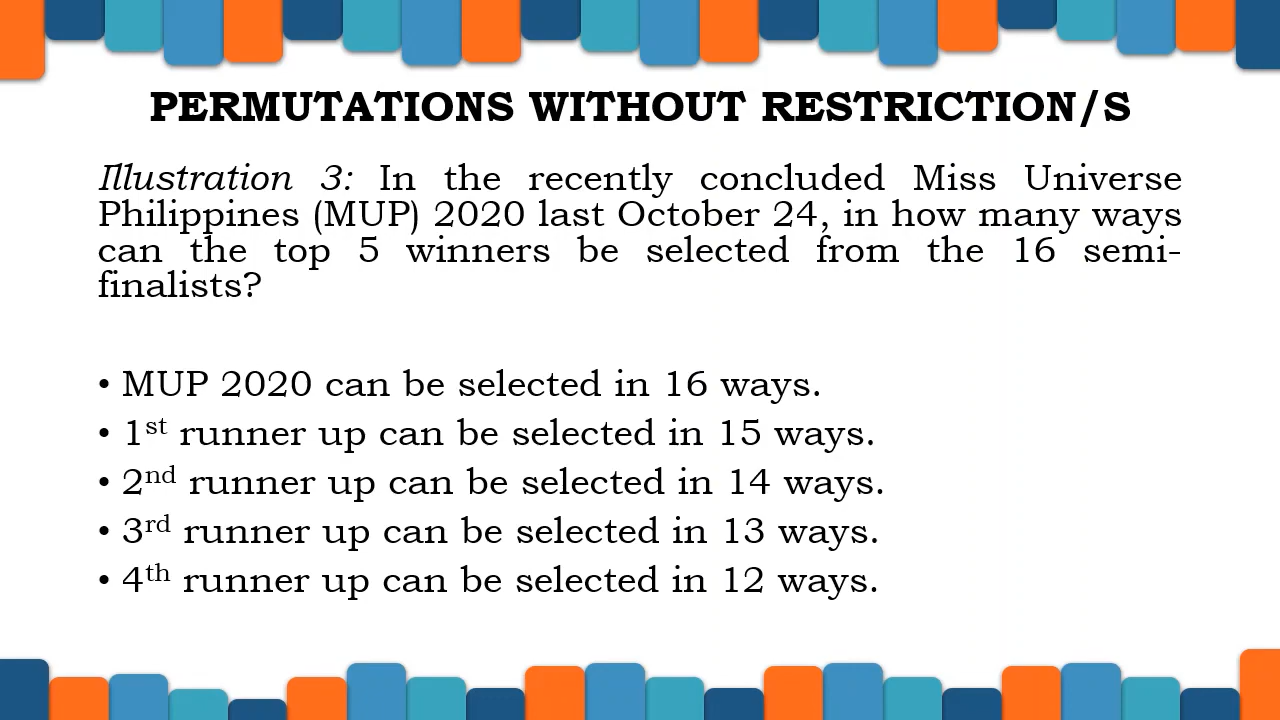 PERMUTATIONS WITHOUT RESTRICTION/S
Illustration 3: In the recently concluded Miss Universe
Philippines (MUP) 2020 last October 24, in how many ways
can the top 5 winners be selected from the 16 semi-
finalists?
• MUP 2020 can be selected in 16 ways.
• 1st runner up can be selected in 15 ways.
• 2nd runner up can be selected in 14 ways.
• 3rd runner up can be selected in 13 ways.
• 4th runner up can be selected in 12 ways.